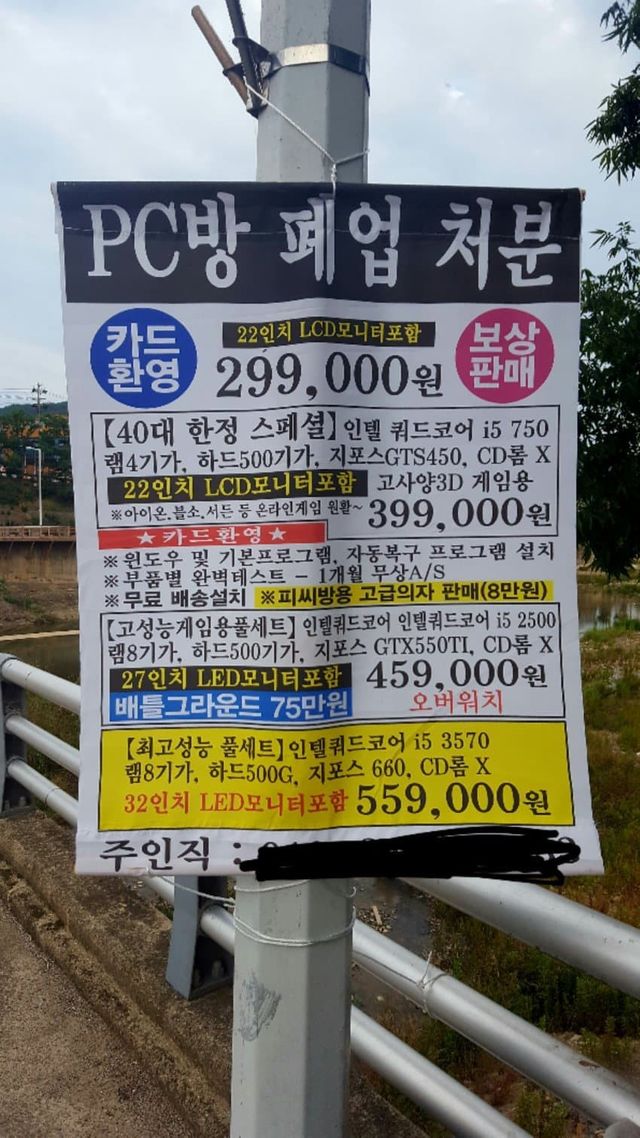 PC방 폐업 처분
카드
환영
22인치 LCD모니터포함
299,000원
보상
판매
【40대 한정 스페셜】인텔 쿼드코어 i5 750
램4기가, 하드500기가, 지포스GTS450, CD롬 X
22인치 LCD모니터포함 고사양3D 게임용
※아이온.블소.서든 등 온라인게임 원활~ 399,000원
★카드환영★
※윈도우 및 기본프로그램, 자동복구 프로그램 설치
※부품별 완벽테스트 - 1개월 무상A/S
※무료 배송설치 ※피씨방용 고급의자 판매(8만원)
【고성능게임용풀세트】인텔쿼드코어 인텔쿼드코어 i5 2500
램8기가, 하드500기가, 지포스 GTX550TI, CD롬 X
27인치 LED모니터포함 459,000원
배틀그라운드 75만원 오버워치
【최고성능 풀세트】인텔쿼드코어 i5 3570
램8기가, 하드500G, 지포스 660, CD롬 X
32인치 LED모니터포함 559,000원
주인직 :